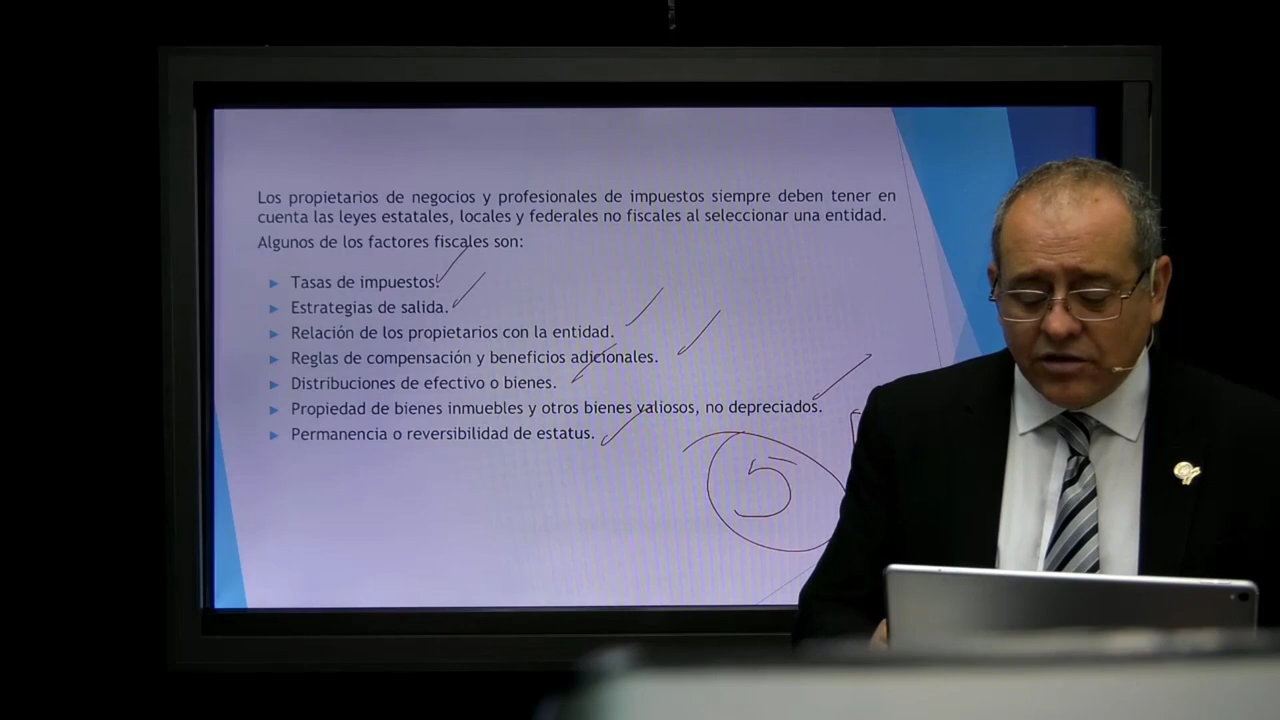 Los propietarios de negocios y profesionales de impuestos siempre deben tener en
cuenta las leyes estatales, locales y federales no fiscales al seleccionar una entidad.
Algunos de los factores fiscales son:
Tasas de impuestos.
Estrategias de salida.
Relación de los propietarios con la entidad.
Reglas de compensación y beneficios adicionales.
Distribuciones de efectivo o bienes.
Propiedad de bienes inmuebles y otros bienes valiosos, no depreciados.
Permanencia o reversibilidad de estatus.
5